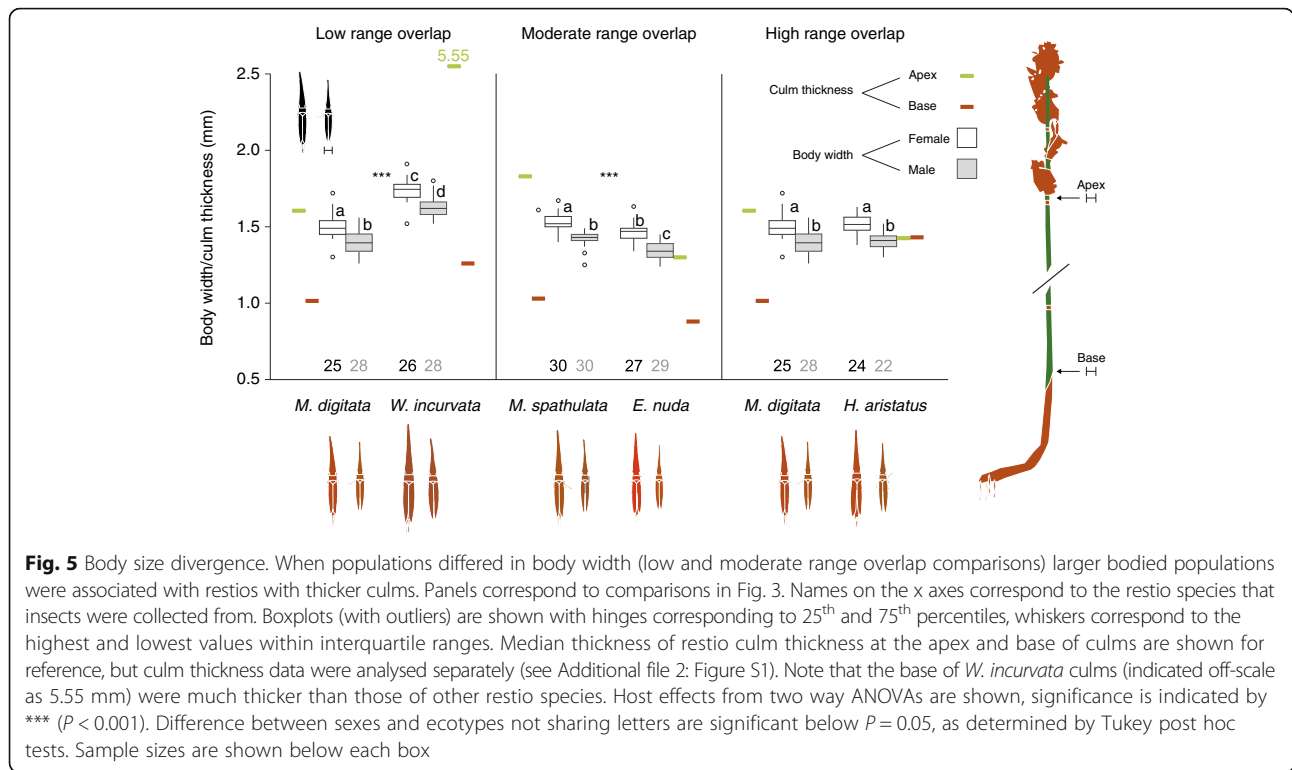 Low range overlap
Moderate range overlap
High range overlap
5.55
Culm thickness
Apex
Base
Body width
Female
Male
Body width/culm thickness (mm)
2.5
2.0
1.5
1.0
0.5
a
b
***
c
d
a
b
***
b
c
a
b
a
b
25 28 26 28
30 30 27 29
25 28 24 22
M. digitata W. incurvata
M. spathulata E. nuda
M. digitata H. aristatus
Apex
Base
Fig. 5 Body size divergence. When populations differed in body width (low and moderate range overlap comparisons) larger bodied populations
were associated with restios with thicker culms. Panels correspond to comparisons in Fig. 3. Names on the x axes correspond to the restio species that
insects were collected from. Boxplots (with outliers) are shown with hinges corresponding to 25th and 75th percentiles, whiskers correspond to the
highest and lowest values within interquartile ranges. Median thickness of restio culm thickness at the apex and base of culms are shown for
reference, but culm thickness data were analysed separately (see Additional file 2: Figure S1). Note that the base of W. incurvata culms (indicated off-scale
as 5.55 mm) were much thicker than those of other restio species. Host effects from two way ANOVAs are shown, significance is indicated by
*** (P < 0.001). Difference between sexes and ecotypes not sharing letters are significant below P = 0.05, as determined by Tukey post hoc
tests. Sample sizes are shown below each box